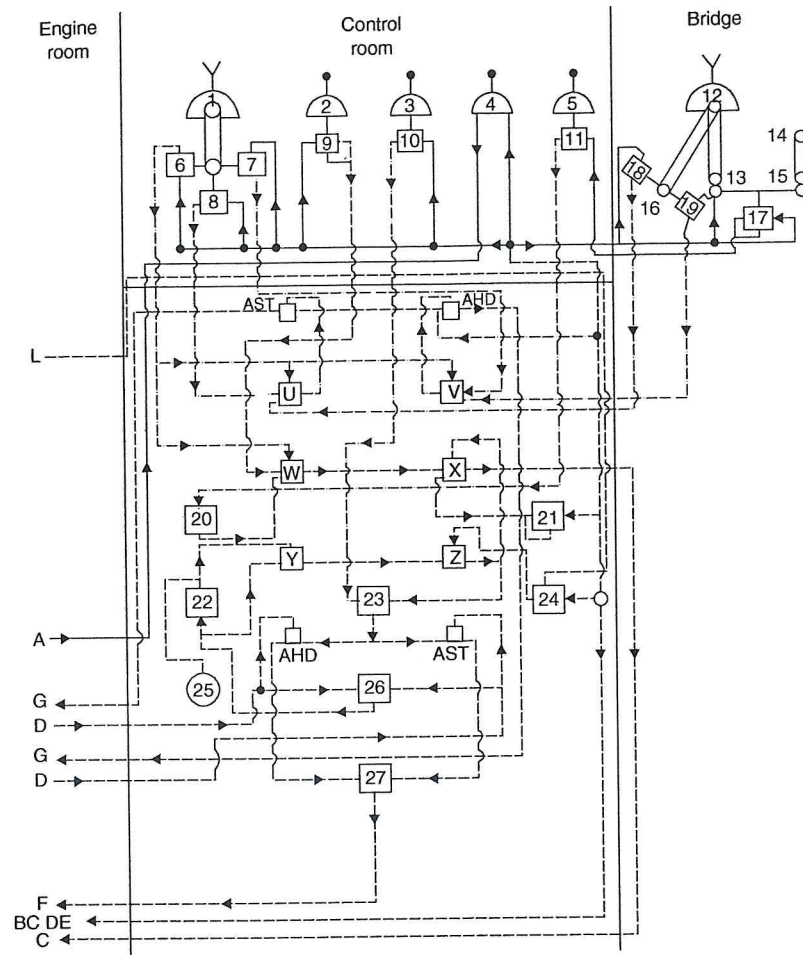 Engine room
Control room
Bridge
1
2
3
4
5
12
6
7
9
10
11
14
18
13
15
8
16
19
17
AST
AHD
L
U
V
W
X
20
21
Y
Z
22
23
24
A
AHD
AST
25
26
G
D
G
D
27
F
BC DE
C